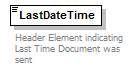 LastDateTime
Header Element indicating
Last Time Document was
sent